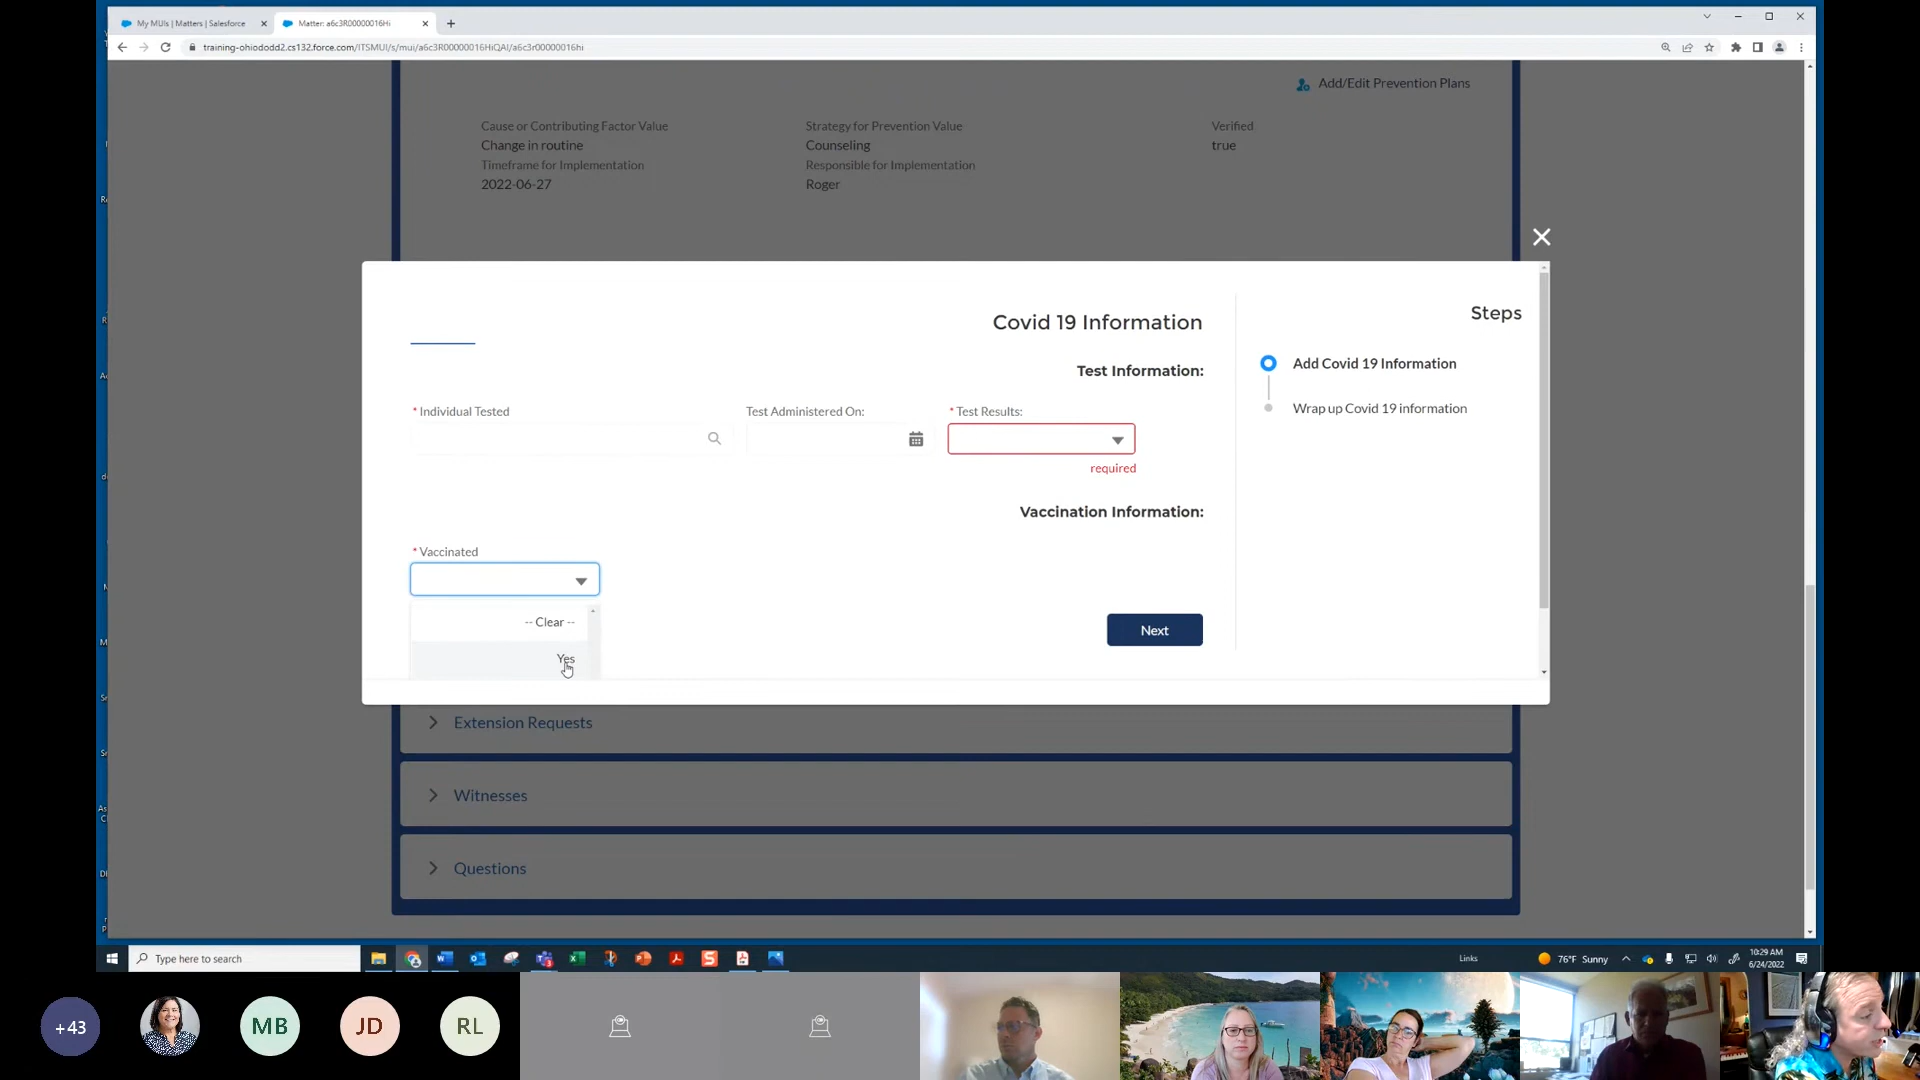 My MUIs | Matters | Salesforce
Matter: a6c3R00000016Hi
training-ohiododd2.cs132.force.com/ITSMUI/s/mui/a6c3R00000016HiQAI/a6c3r00000016hi
Add/Edit Prevention Plans
Cause or Contributing Factor Value
Strategy for Prevention Value
Verified
Change in routine
Counseling
true
Timeframe for Implementation
Responsible for Implementation
2022-06-27
Roger
Covid 19 Information
Steps
Test Information:
Add Covid 19 Information
Wrap up Covid 19 information
* Individual Tested
Test Administered On:
* Test Results:
required
Vaccination Information:
* Vaccinated
-- Clear --
Yes
Next
Extension Requests
Witnesses
Questions
Type here to search
Links
76°F Sunny
10:29 AM
6/24/2022
+43
MB
JD
RL